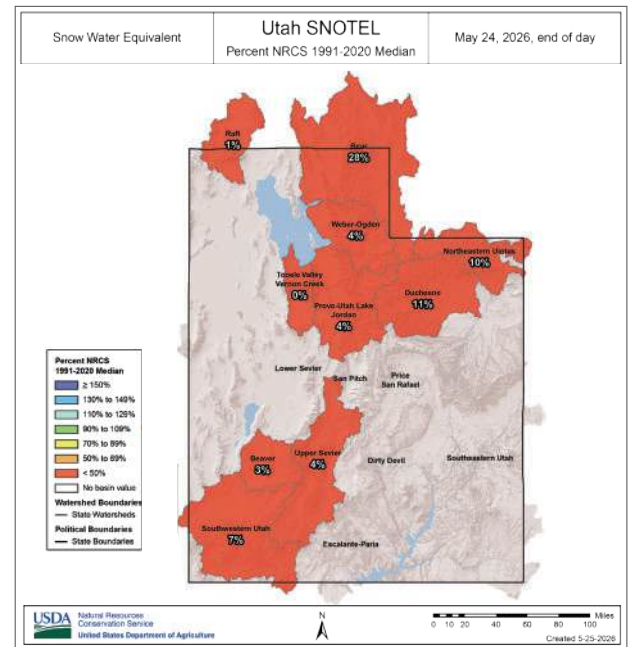 Snow Water Equivalent
Utah SNOTEL
Percent NRCS 1991-2020 Median
May 24, 2026, end of day
Raft
1%
Bear
28%
Weber-Ogden
4%
Northeastern Uintas
10%
Tooele Valley
Vernon Creek
0%
Duchesne
11%
Provo-Utah Lake
Jordan
4%
Lower Sevier
San Pitch
Price
San Rafael
Beaver
3%
Upper Sevier
4%
Dirty Devil
Southeastern Utah
Southwestern Utah
7%
Escalante-Paria
Percent NRCS
1991-2020 Median
≥ 150%
130% to 149%
110% to 129%
90% to 109%
70% to 89%
50% to 69%
< 50%
No basin value
Watershed Boundaries
State Watersheds
Political Boundaries
State Boundaries
USDA
Natural Resources
Conservation Service
United States Department of Agriculture
N
Miles
0 10 20 40 60 80 100
Created 5-25-2026